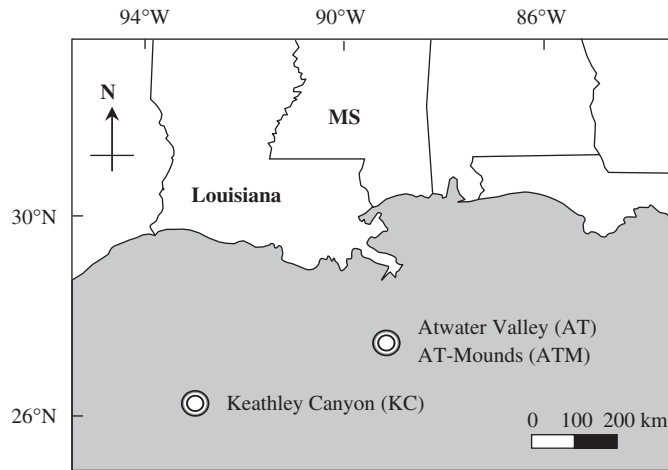 94°W 90°W 86°W
N
MS
Louisiana
30°N
Atwater Valley (AT)
AT-Mounds (ATM)
Keathley Canyon (KC)
26°N
0 100 200 km